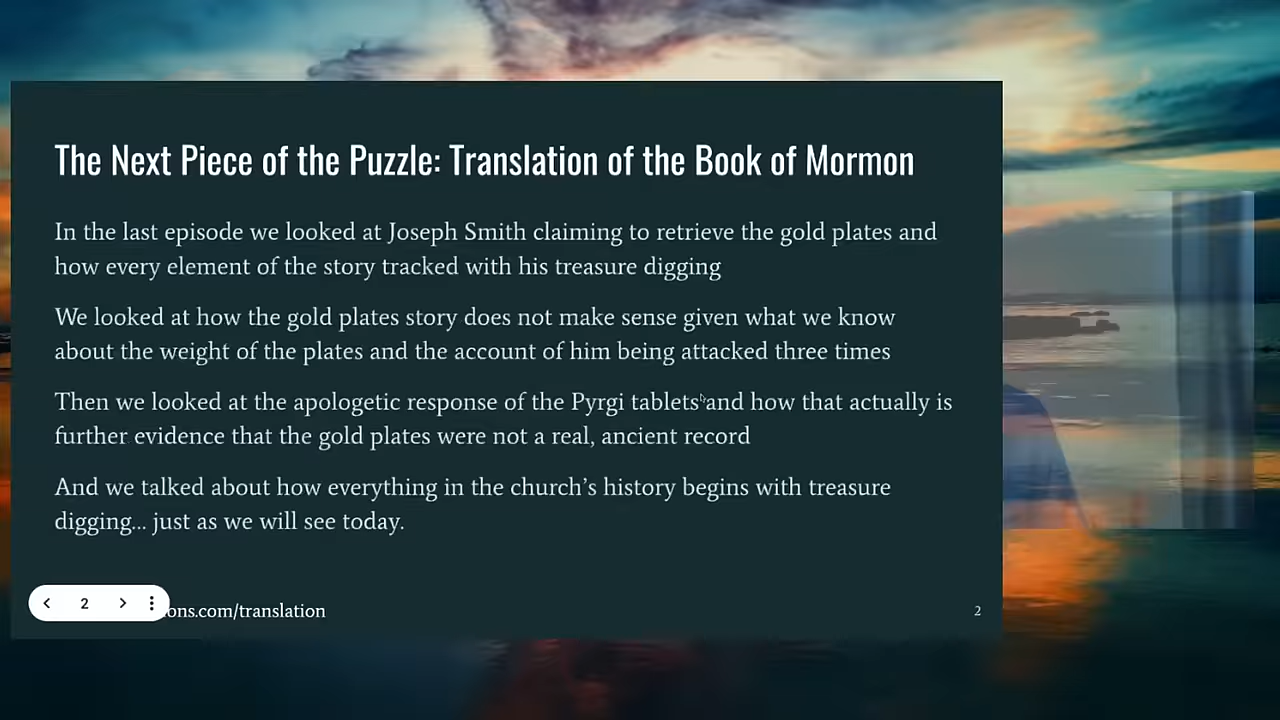 The Next Piece of the Puzzle: Translation of the Book of Mormon
In the last episode we looked at Joseph Smith claiming to retrieve the gold plates and
how every element of the story tracked with his treasure digging
We looked at how the gold plates story does not make sense given what we know
about the weight of the plates and the account of him being attacked three times
Then we looked at the apologetic response of the Pyrgi tablets and how that actually is
further evidence that the gold plates were not a real, ancient record
And we talked about how everything in the church’s history begins with treasure
digging... just as we will see today.
2
ons.com/translation
2